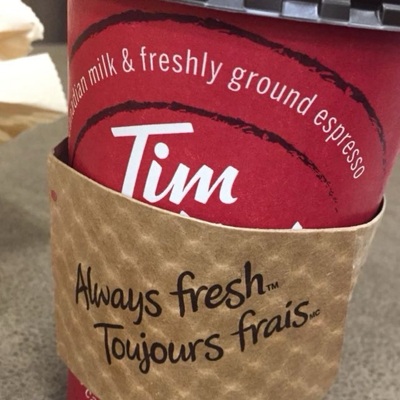 milk & freshly ground espresso
Tim
Always fresh™
Toujours frais MC